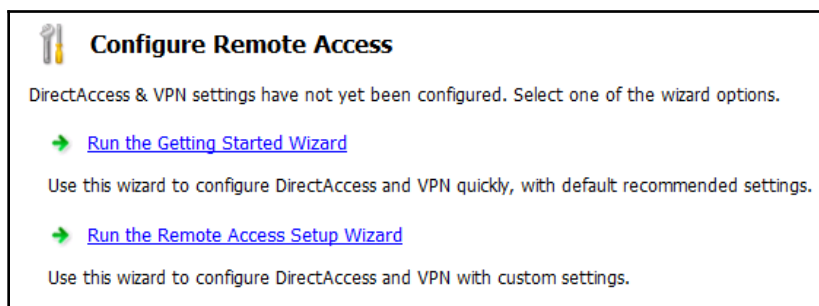 Configure Remote Access
DirectAccess & VPN settings have not yet been configured. Select one of the wizard options.
Run the Getting Started Wizard
Use this wizard to configure DirectAccess and VPN quickly, with default recommended settings.
Run the Remote Access Setup Wizard
Use this wizard to configure DirectAccess and VPN with custom settings.